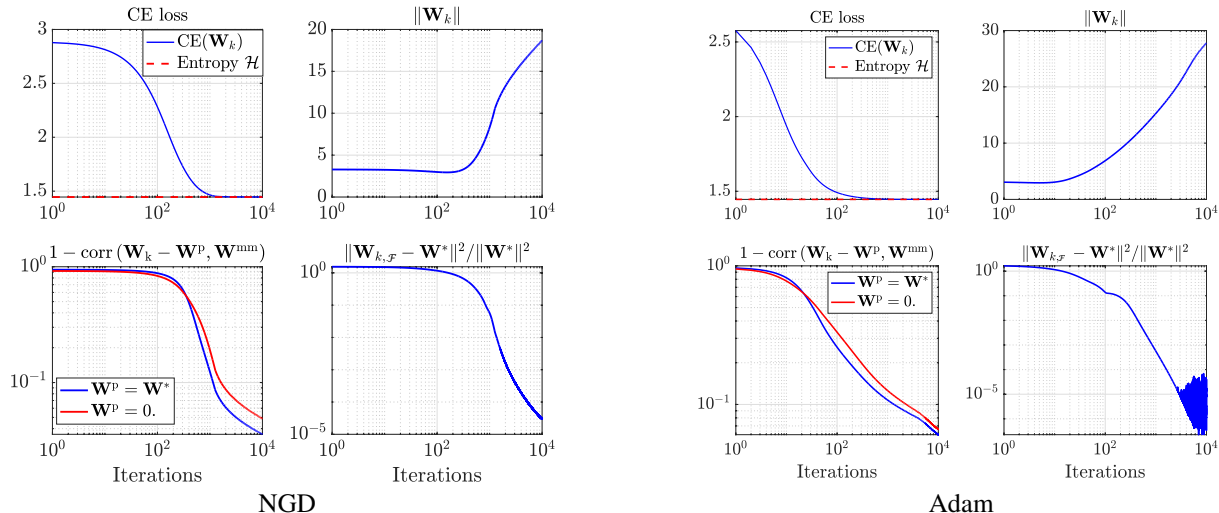 CE loss
3
2.5
2
1.5
CE(W_k)
Entropy H
10^0
10^2
10^4
‖W_k‖
20
15
10
5
0
10^0
10^2
10^4
1 − corr (W_k − W^p, W^mm)
10^0
10^-1
W^p = W*
W^p = 0.
10^0
10^2
10^4
Iterations
‖W_{k,F} − W*‖^2/‖W*‖^2
10^0
10^-5
10^0
10^2
10^4
Iterations
NGD
CE loss
2.5
2
1.5
CE(W_k)
Entropy H
10^0
10^2
10^4
‖W_k‖
30
20
10
0
10^0
10^2
10^4
1 − corr (W_k − W^p, W^mm)
10^0
10^-1
W^p = W*
W^p = 0.
10^0
10^2
10^4
Iterations
‖W_{k,F} − W*‖^2/‖W*‖^2
10^0
10^-5
10^0
10^2
10^4
Iterations
Adam